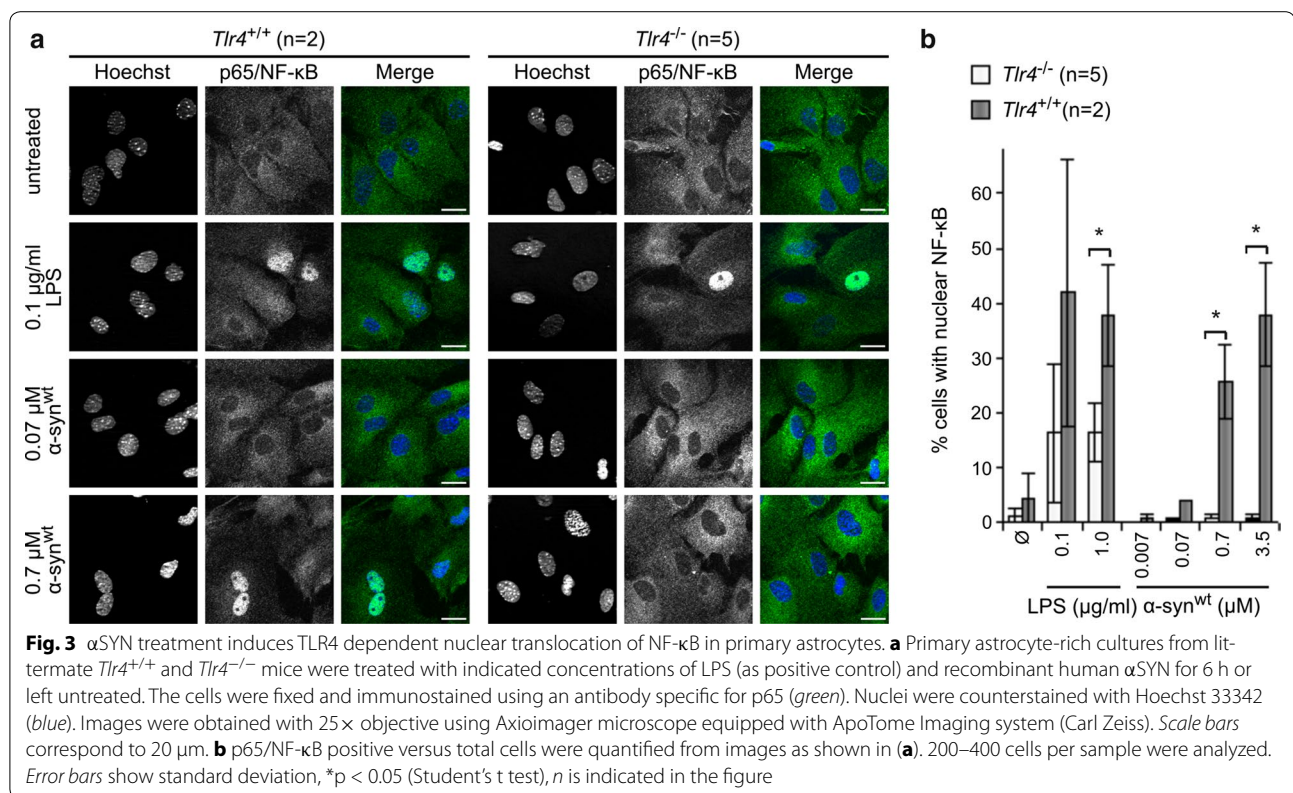 a
Tlr4+/+ (n=2)
Tlr4-/- (n=5)
Hoechst p65/NF-κB Merge Hoechst p65/NF-κB Merge
untreated
0.1 μg/ml
LPS
0.07 μM
α-synwt
0.7 μM
α-synwt
b
Tlr4-/- (n=5)
Tlr4+/+ (n=2)
% cells with nuclear NF-κB
60
50
40
30
20
10
0
* * *
Ø 0.1 1.0 0.007 0.07 0.7 3.5
LPS (μg/ml) α-synwt (μM)
Fig. 3 αSYN treatment induces TLR4 dependent nuclear translocation of NF-κB in primary astrocytes. a Primary astrocyte-rich cultures from lit-
termate Tlr4+/+ and Tlr4−/− mice were treated with indicated concentrations of LPS (as positive control) and recombinant human αSYN for 6 h or
left untreated. The cells were fixed and immunostained using an antibody specific for p65 (green). Nuclei were counterstained with Hoechst 33342
(blue). Images were obtained with 25× objective using Axioimager microscope equipped with ApoTome Imaging system (Carl Zeiss). Scale bars
correspond to 20 μm. b p65/NF-κB positive versus total cells were quantified from images as shown in (a). 200–400 cells per sample were analyzed.
Error bars show standard deviation, *p < 0.05 (Student's t test), n is indicated in the figure